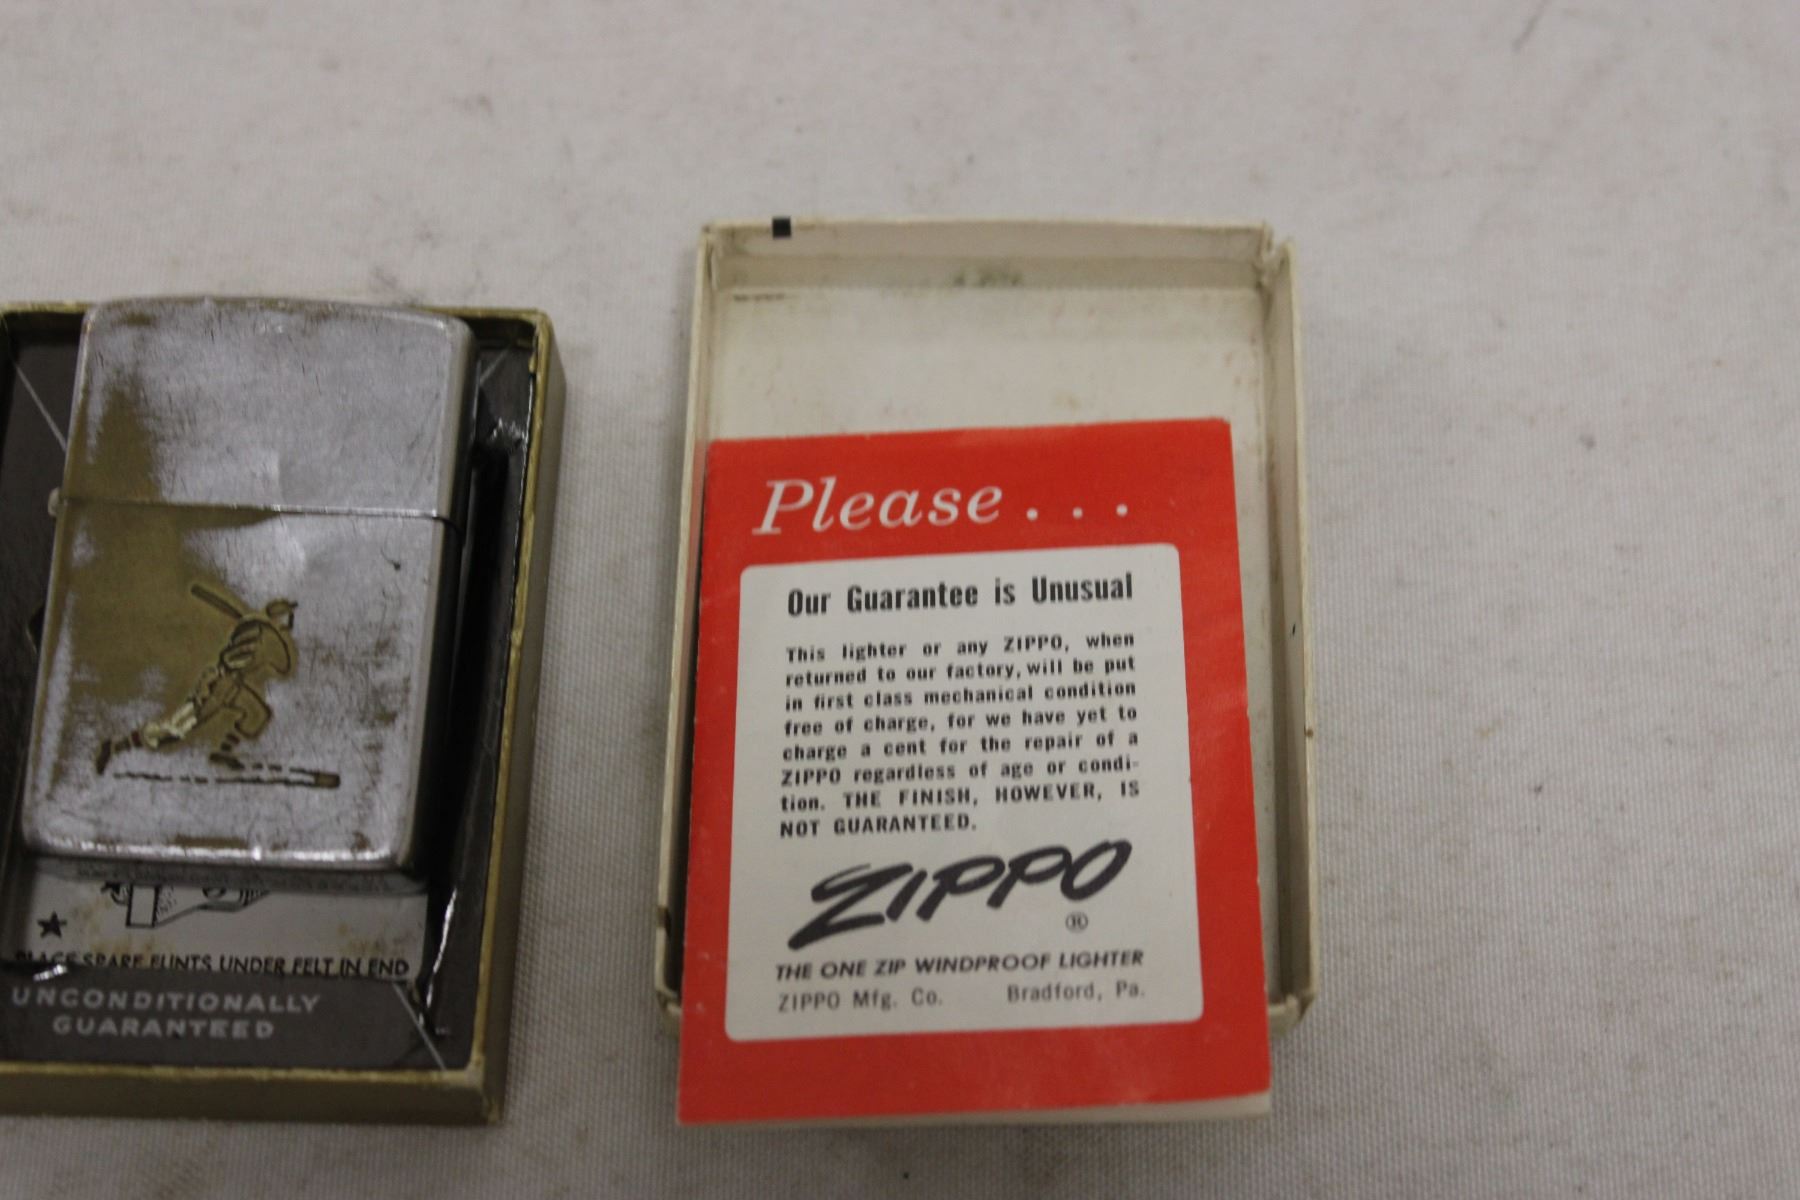 PLACE SPARE FLINTS UNDER FELT IN END
UNCONDITIONALLY
GUARANTEED
Please . . .
Our Guarantee is Unusual
This lighter or any ZIPPO, when
returned to our factory, will be put
in first class mechanical condition
free of charge, for we have yet to
charge a cent for the repair of a
ZIPPO regardless of age or condi-
tion. THE FINISH, HOWEVER, IS
NOT GUARANTEED.
ZIPPO
®
THE ONE ZIP WINDPROOF LIGHTER
ZIPPO Mfg. Co. Bradford, Pa.